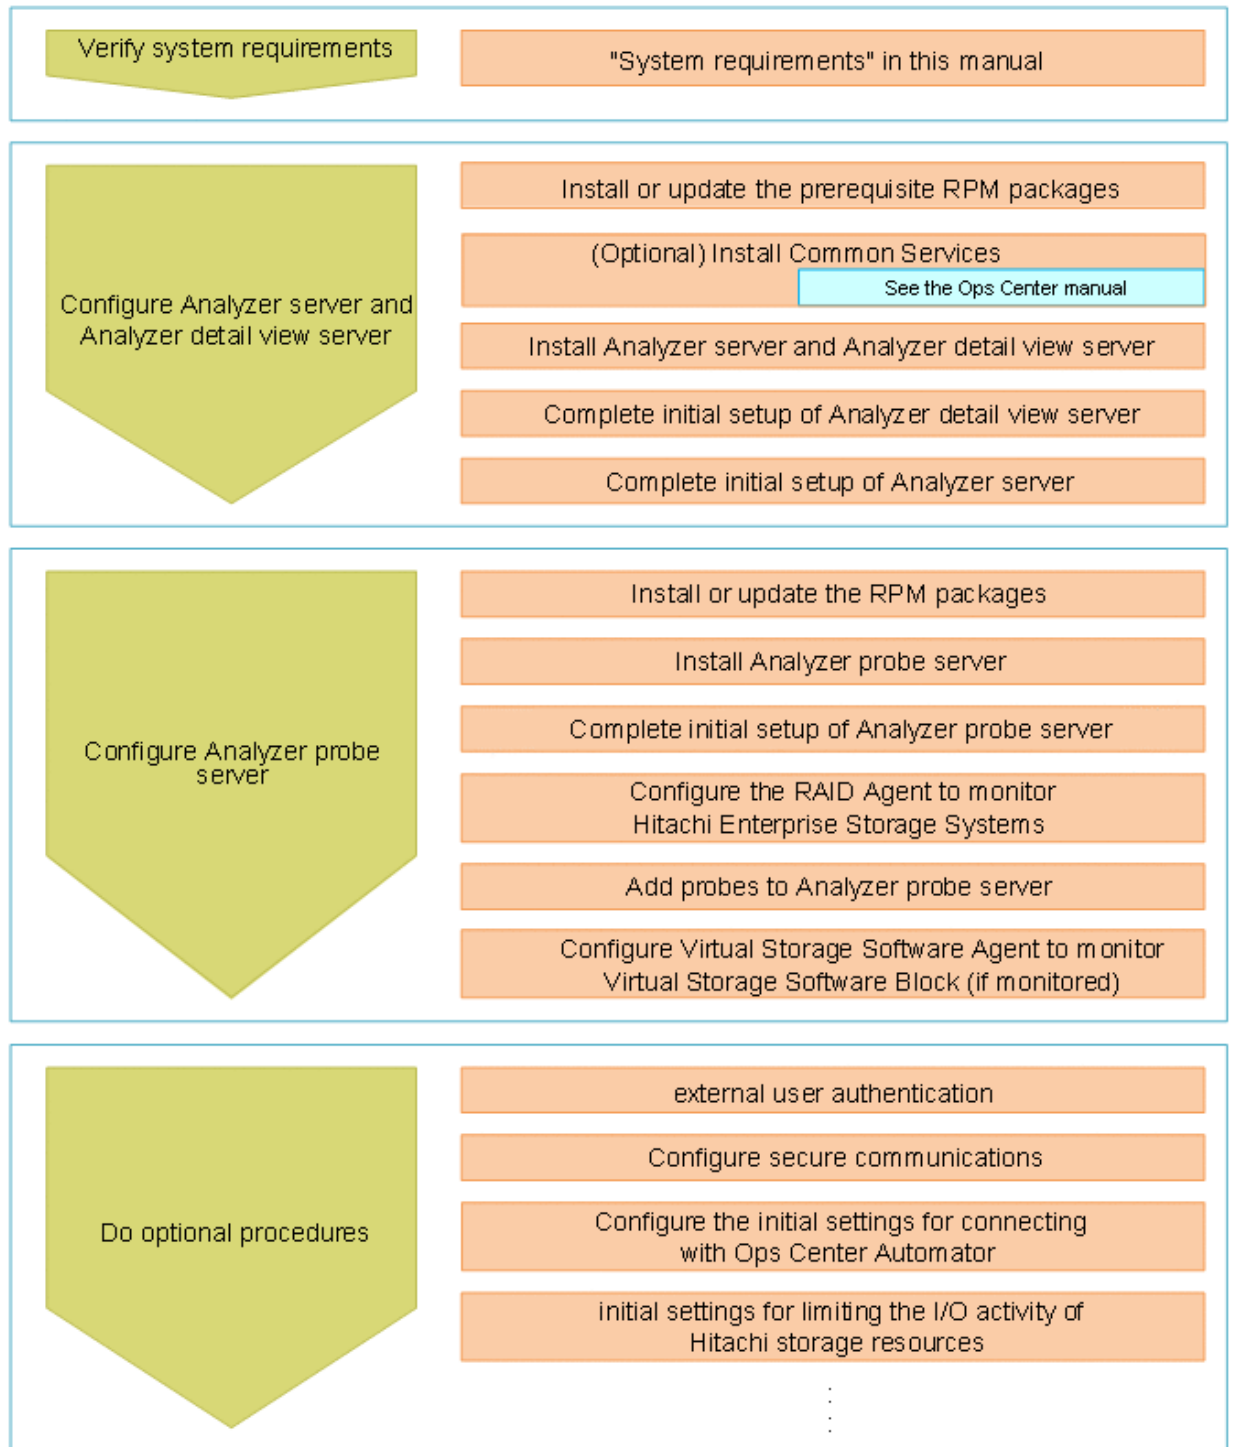 Verify system requirements
"System requirements" in this manual
Configure Analyzer server and
Analyzer detail view server
Install or update the prerequisite RPM packages
(Optional) Install Common Services
See the Ops Center manual
Install Analyzer server and Analyzer detail view server
Complete initial setup of Analyzer detail view server
Complete initial setup of Analyzer server
Configure Analyzer probe
server
Install or update the RPM packages
Install Analyzer probe server
Complete initial setup of Analyzer probe server
Configure the RAID Agent to monitor
Hitachi Enterprise Storage Systems
Add probes to Analyzer probe server
Configure Virtual Storage Software Agent to monitor
Virtual Storage Software Block (if monitored)
Do optional procedures
external user authentication
Configure secure communications
Configure the initial settings for connecting
with Ops Center Automator
initial settings for limiting the I/O activity of
Hitachi storage resources